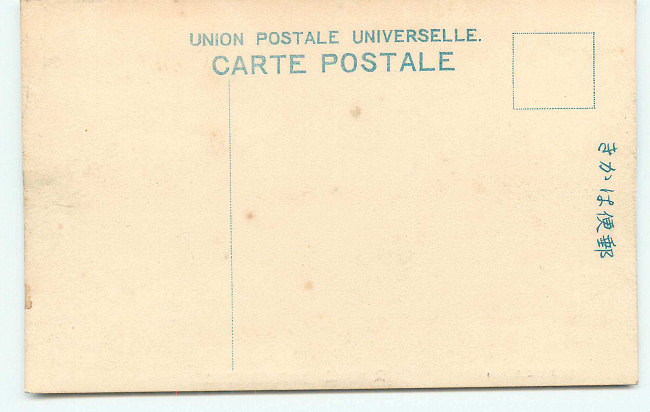 UNION POSTALE UNIVERSELLE.
CARTE POSTALE
きかは便郵